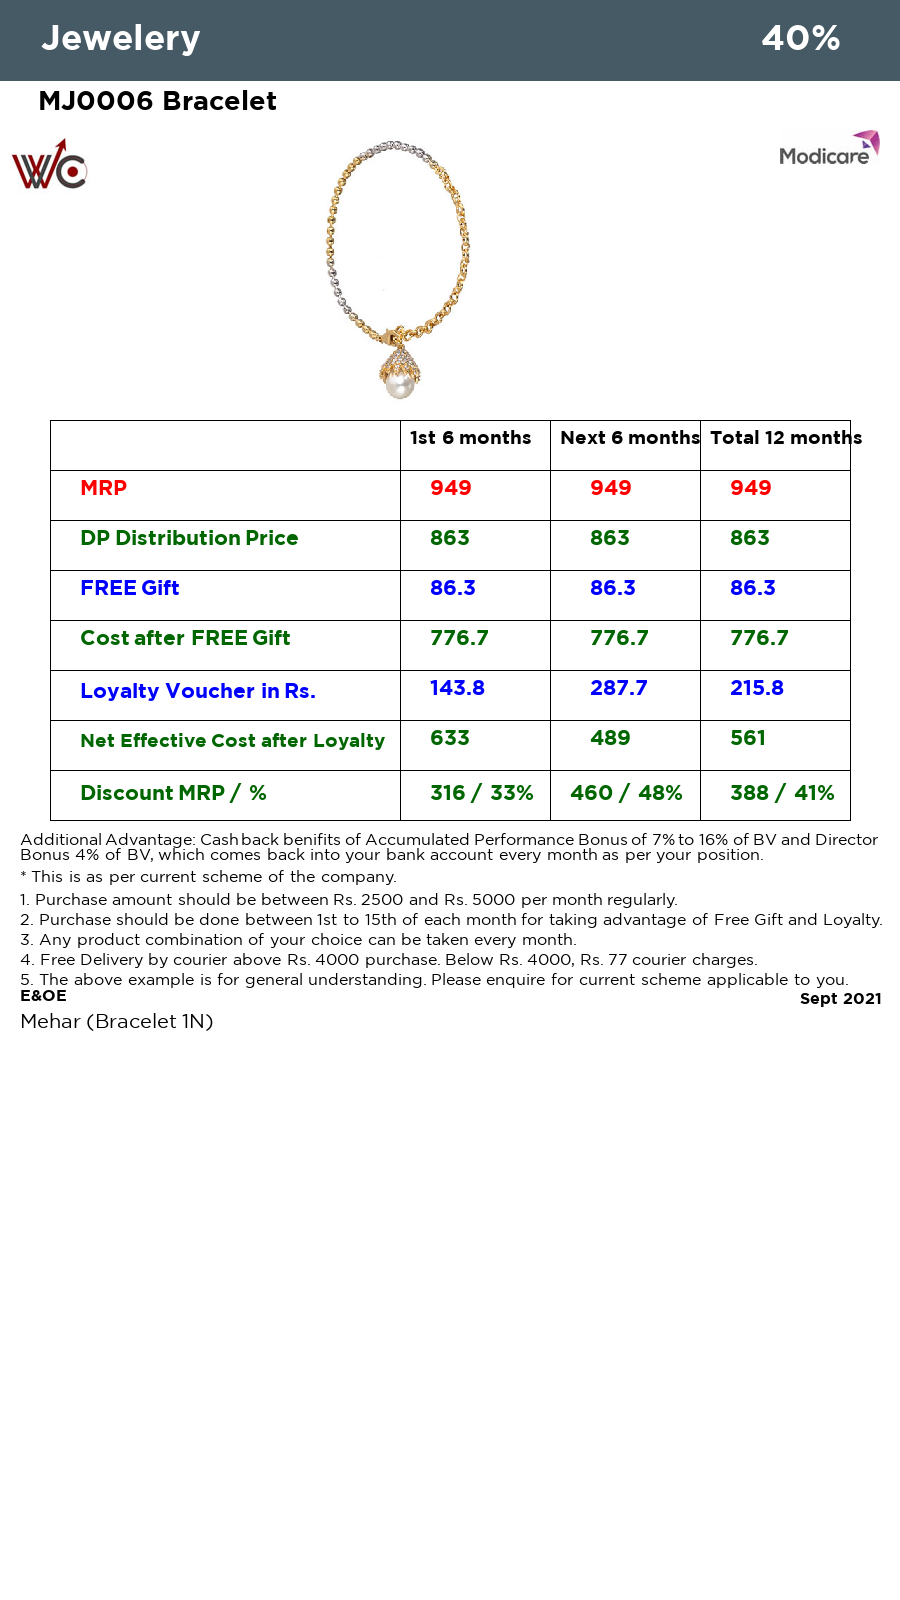 Jewelery 40%
MJ0006 Bracelet
WC
Modicare
1st 6 months Next 6 months Total 12 months
MRP 949 949 949
DP Distribution Price 863 863 863
FREE Gift 86.3 86.3 86.3
Cost after FREE Gift 776.7 776.7 776.7
Loyalty Voucher in Rs. 143.8 287.7 215.8
Net Effective Cost after Loyalty 633 489 561
Discount MRP / % 316 / 33% 460 / 48% 388 / 41%
Additional Advantage: Cashback benifits of Accumulated Performance Bonus of 7% to 16% of BV and Director
Bonus 4% of BV, which comes back into your bank account every month as per your position.
* This is as per current scheme of the company.
1. Purchase amount should be between Rs. 2500 and Rs. 5000 per month regularly.
2. Purchase should be done between 1st to 15th of each month for taking advantage of Free Gift and Loyalty.
3. Any product combination of your choice can be taken every month.
4. Free Delivery by courier above Rs. 4000 purchase. Below Rs. 4000, Rs. 77 courier charges.
5. The above example is for general understanding. Please enquire for current scheme applicable to you.
E&OE Sept 2021
Mehar (Bracelet 1N)